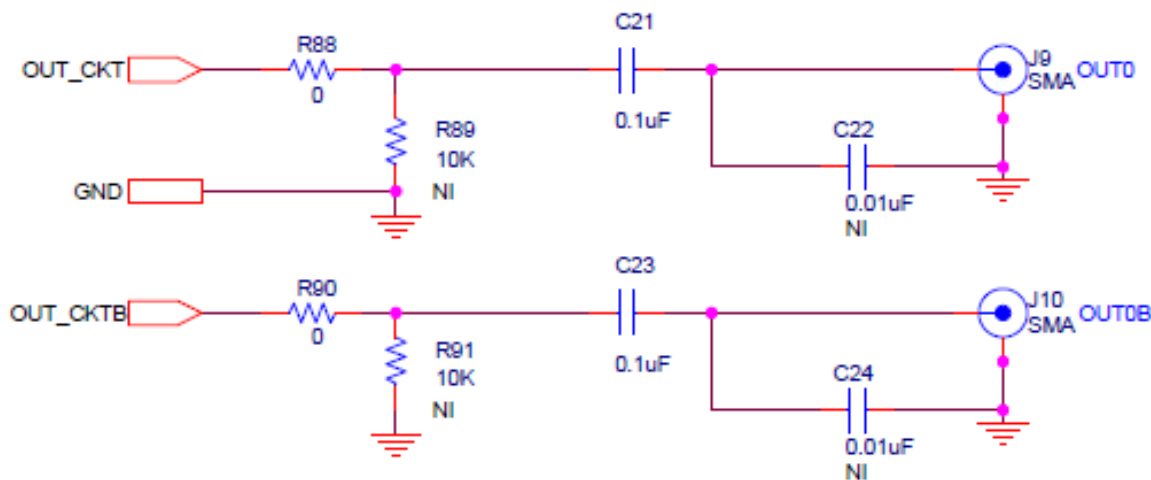 C21
R88
J9
OUT_CKT
OUT0
SMA
0
0.1uF
R89
C22
10K
GND
NI
0.01uF
NI
C23
R90
J10
OUT_CKTB
OUT0B
SMA
0
R91
0.1uF
C24
10K
NI
0.01uF
NI